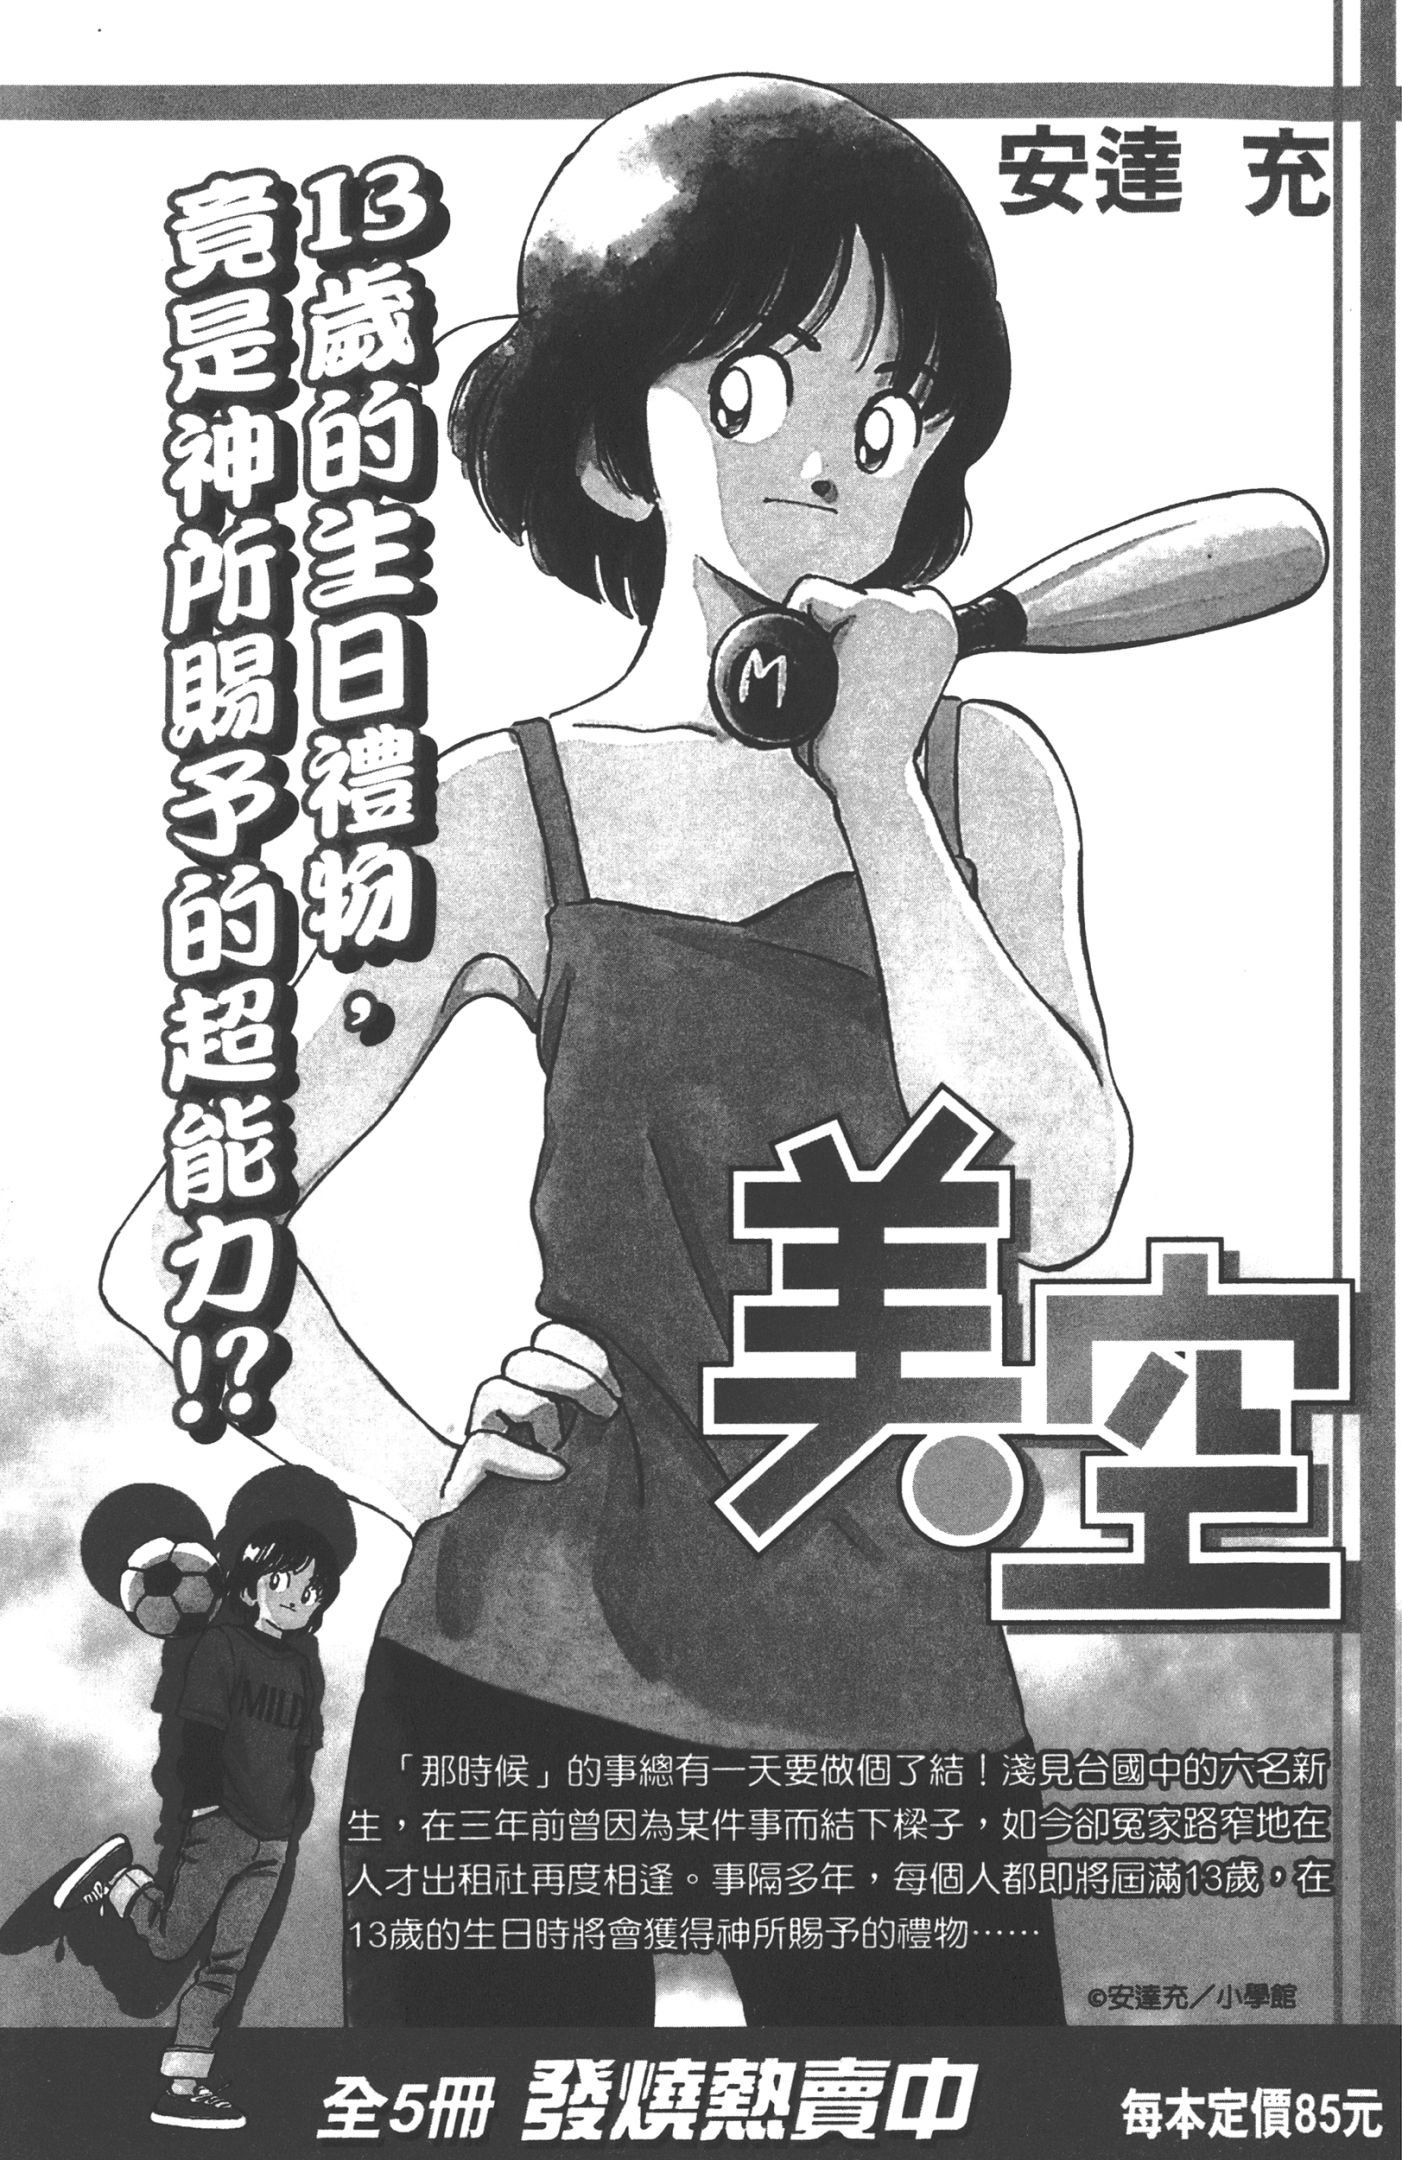 安達 充
13歲的生日禮物，
竟是神所賜予的超能力!?
M
美・空
MILD
「那時候」的事總有一天要做個了結！淺見台國中的六名新
生，在三年前曾因為某件事而結下樑子，如今卻冤家路窄地在
人才出租社再度相逢。事隔多年，每個人都即將屆滿13歲，在
13歲的生日時將會獲得神所賜予的禮物……
©安達充／小學館
全5冊 發燒熱賣中
每本定價85元